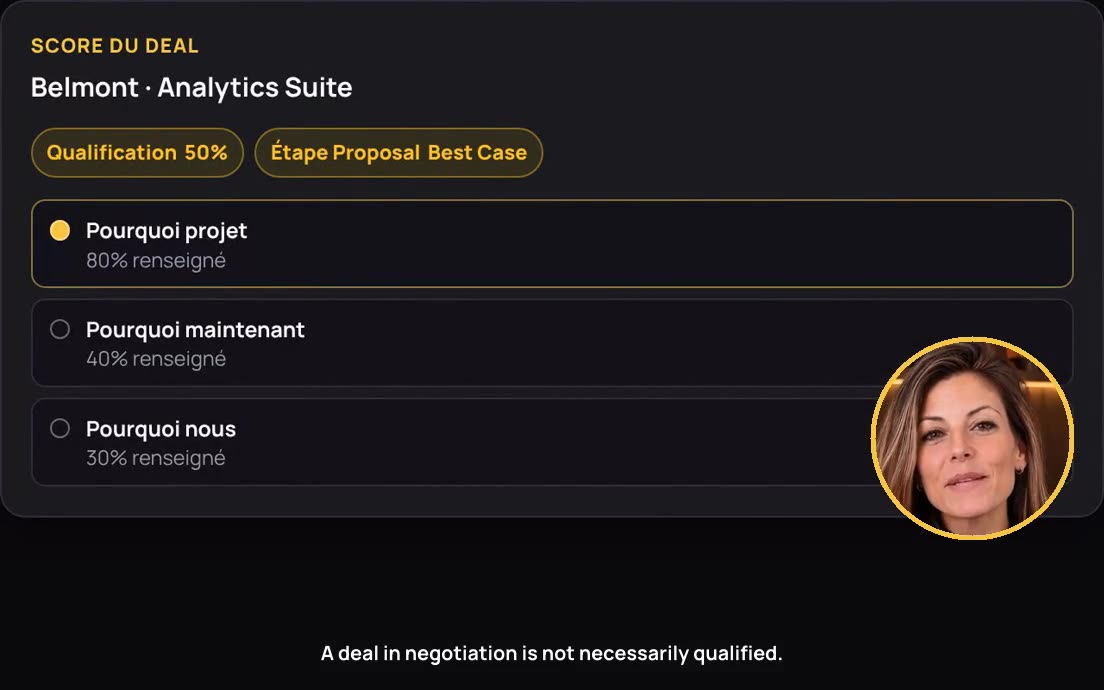 SCORE DU DEAL
Belmont · Analytics Suite
Qualification 50% Étape Proposal Best Case
Pourquoi projet
80% renseigné
Pourquoi maintenant
40% renseigné
Pourquoi nous
30% renseigné
A deal in negotiation is not necessarily qualified.